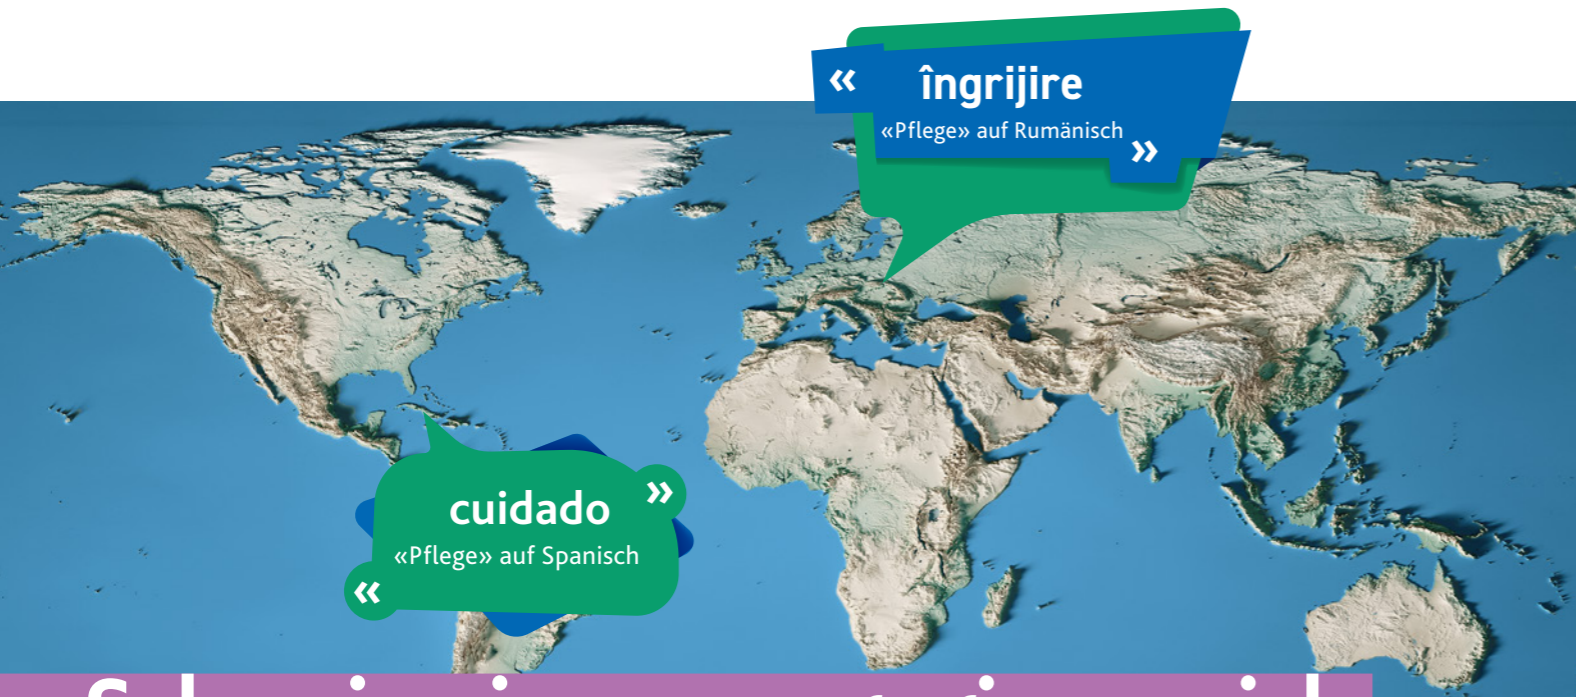 « îngrijire
«Pflege» auf Rumänisch »
cuidado »
«Pflege» auf Spanisch
«